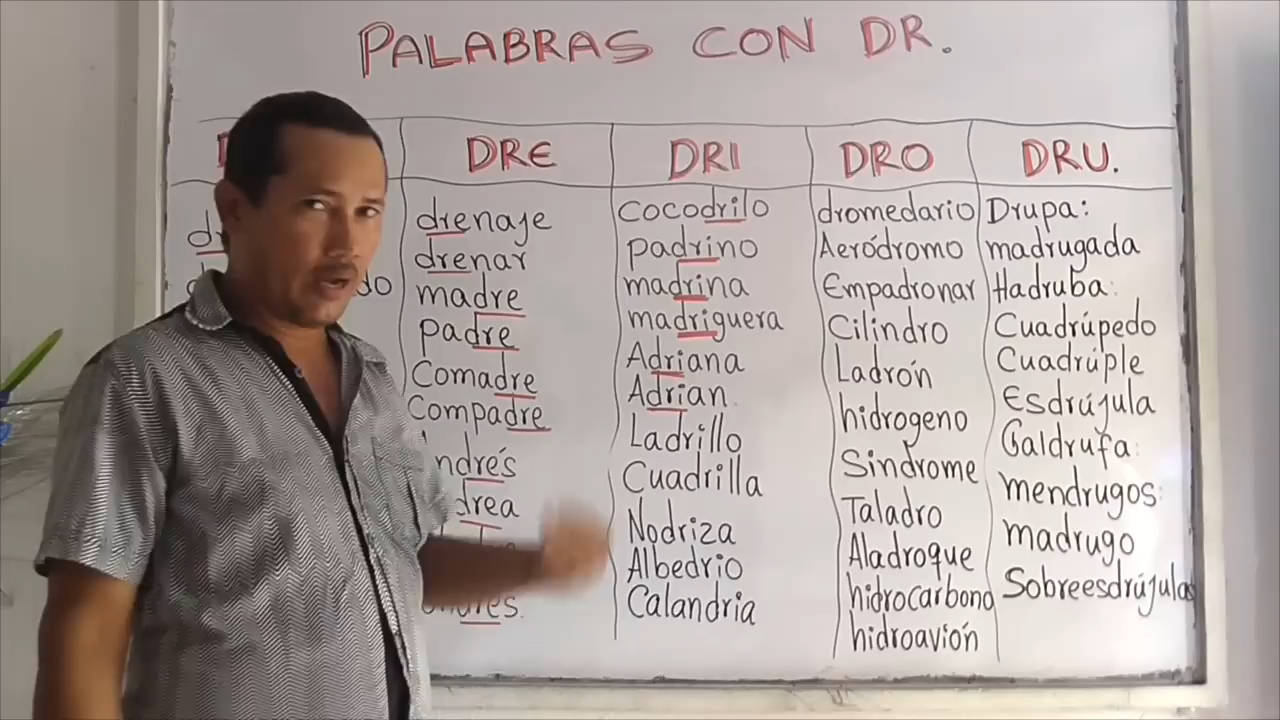 PALABRAS CON DR.
DRE
DRI
DRO
DRU.
drenaje
drenar
madre
padre
Comadre
Compadre
Cocodrilo
padrino
madrina
madriguera
Adriana
Adrian.
Ladrillo
Cuadrilla
Nodriza
Albedrio
Calandria
dromedario
Aeródromo
Empadronar
Cilindro
Ladrón
hidrogeno
Sindrome
Taladro
Aladroque
hidrocarbono
hidroavión
Drupa:
madrugada
Hadruba:
Cuadrúpedo
Cuadrúple
Esdrújula
Galdrufa:
mendrugos:
madrugo
Sobreesdrújulas